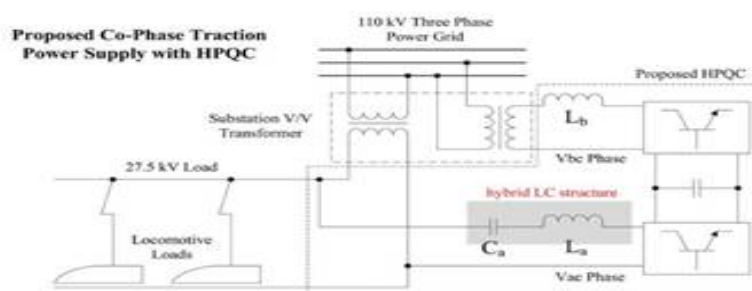 110 kV Three Phase
Power Grid
Proposed Co-Phase Traction
Power Supply with HPQC
Proposed HPQC
Substation V/V
Transformer
Lb
Vbc Phase
27.5 kV Load
hybrid LC structure
Locomotive
Loads
Ca
La
Vac Phase